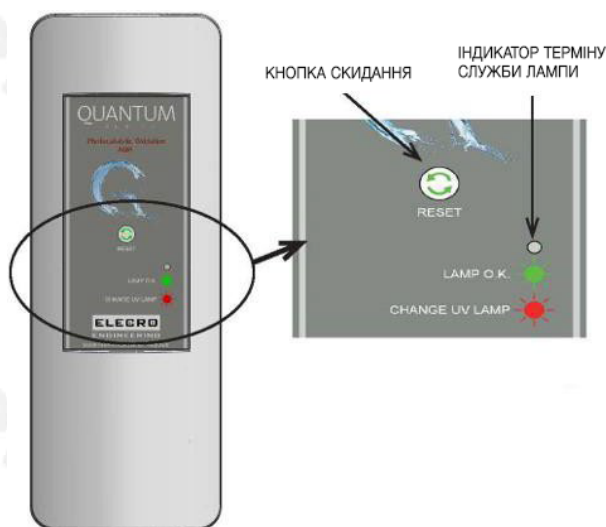 QUANTUM
RESET
LAMP O.K.
CHANGE UV LAMP
ELECRO
ENGINEERING
КНОПКА СКИДАННЯ
ІНДИКАТОР ТЕРМІНУ
СЛУЖБИ ЛАМПИ
RESET
LAMP O.K.
CHANGE UV LAMP